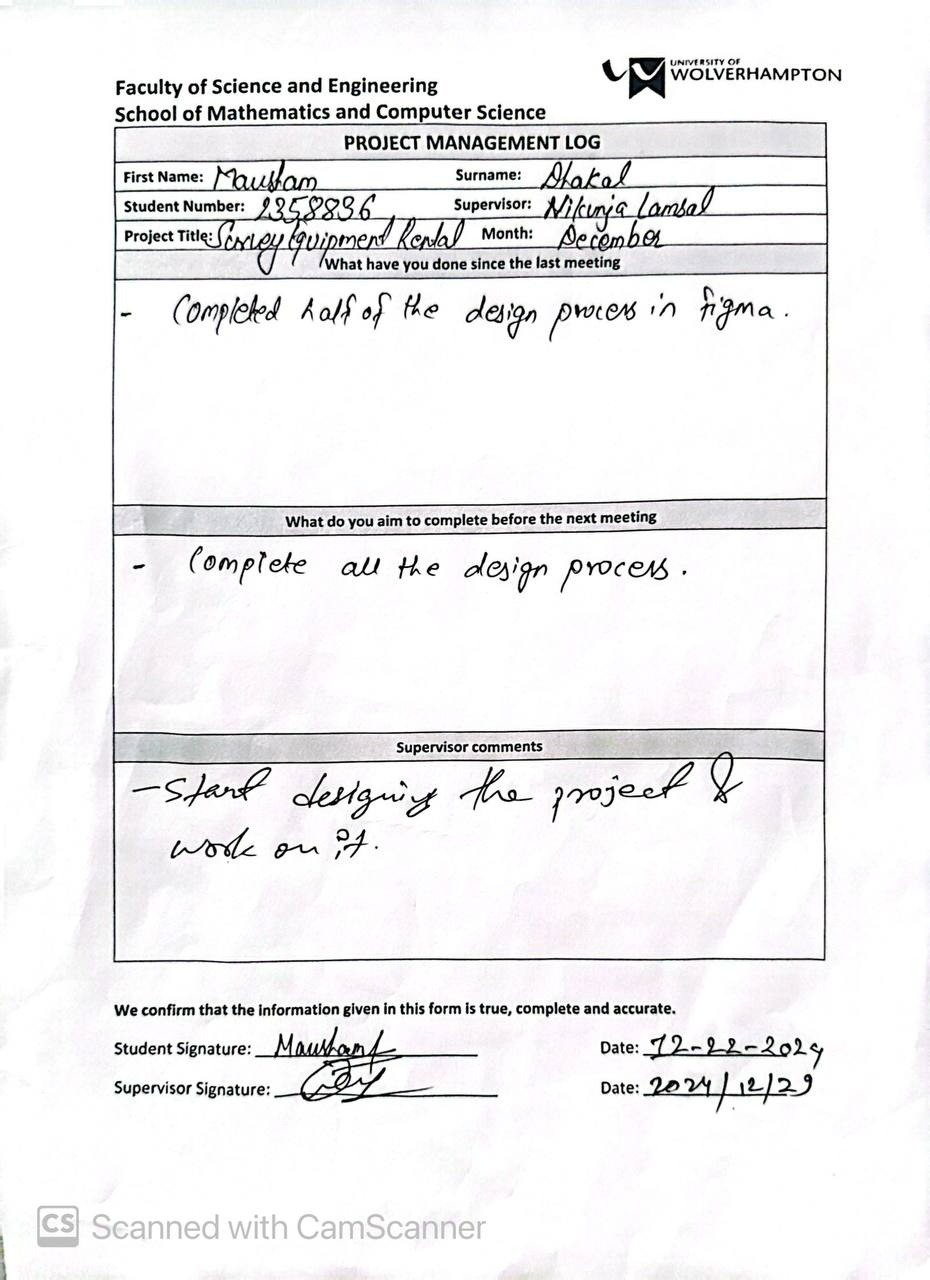 UNIVERSITY OF
WOLVERHAMPTON
Faculty of Science and Engineering
School of Mathematics and Computer Science
PROJECT MANAGEMENT LOG
First Name: Mausham Surname: Dhakal
Student Number: 2358836 Supervisor: Nikunja Lamsal
Project Title: Survey Equipment Rental Month: December
What have you done since the last meeting
- Completed half of the design process in figma.
What do you aim to complete before the next meeting
- Complete all the design process.
Supervisor comments
- Start designing the project &
work on it.
We confirm that the information given in this form is true, complete and accurate.
Student Signature: Mausham Date: 12-22-2024
Supervisor Signature: Date: 2024/12/29
CS Scanned with CamScanner